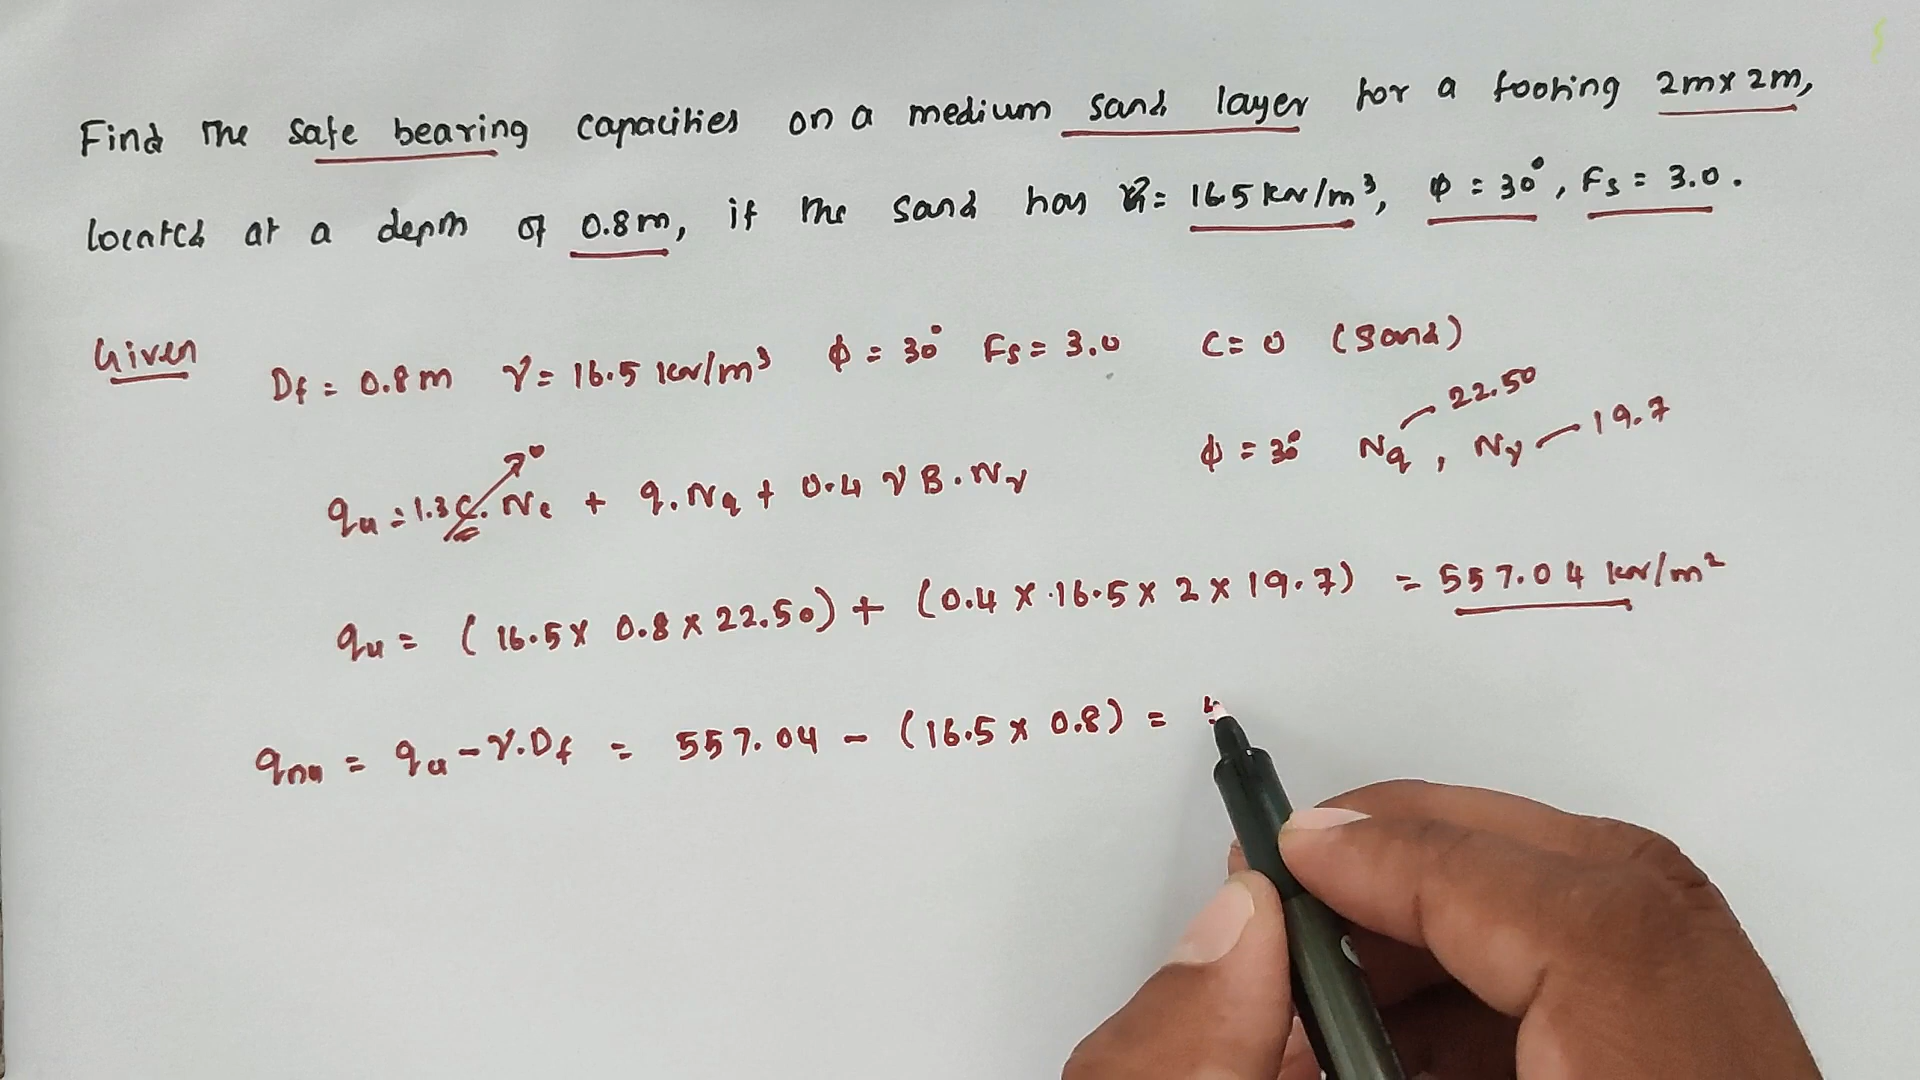 Find the safe bearing capacities on a medium sand layer for a footing 2m x 2m,
located at a depth of 0.8m, if the sand has γ = 16.5 kN/m³, φ = 30°, Fs = 3.0.
Given
Df = 0.8m γ = 16.5 kN/m³ φ = 30° Fs = 3.0 C = 0 (Sand)
φ = 30° Nq — 22.50, Nγ — 19.7
qu = 1.3 C. Nc + q. Nq + 0.4 γ B. Nγ
0
qu = (16.5 x 0.8 x 22.50) + (0.4 x 16.5 x 2 x 19.7) = 557.04 kN/m²
qnu = qu - γ. Df = 557.04 - (16.5 x 0.8) =